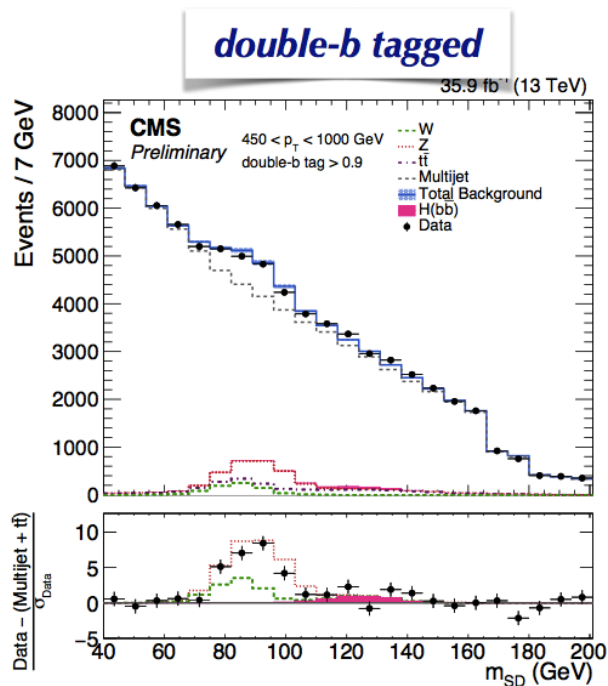 double-b tagged
35.9 fb⁻¹ (13 TeV)
CMS
Preliminary
450 < p_T < 1000 GeV
double-b tag > 0.9
W
Z
tt̄
Multijet
Total Background
H(bb̄)
Data
Events / 7 GeV
8000
7000
6000
5000
4000
3000
2000
1000
0
Data − (Multijet + tt̄)
σ_Data
10
5
0
−5
40 60 80 100 120 140 160 180 200
m_SD (GeV)